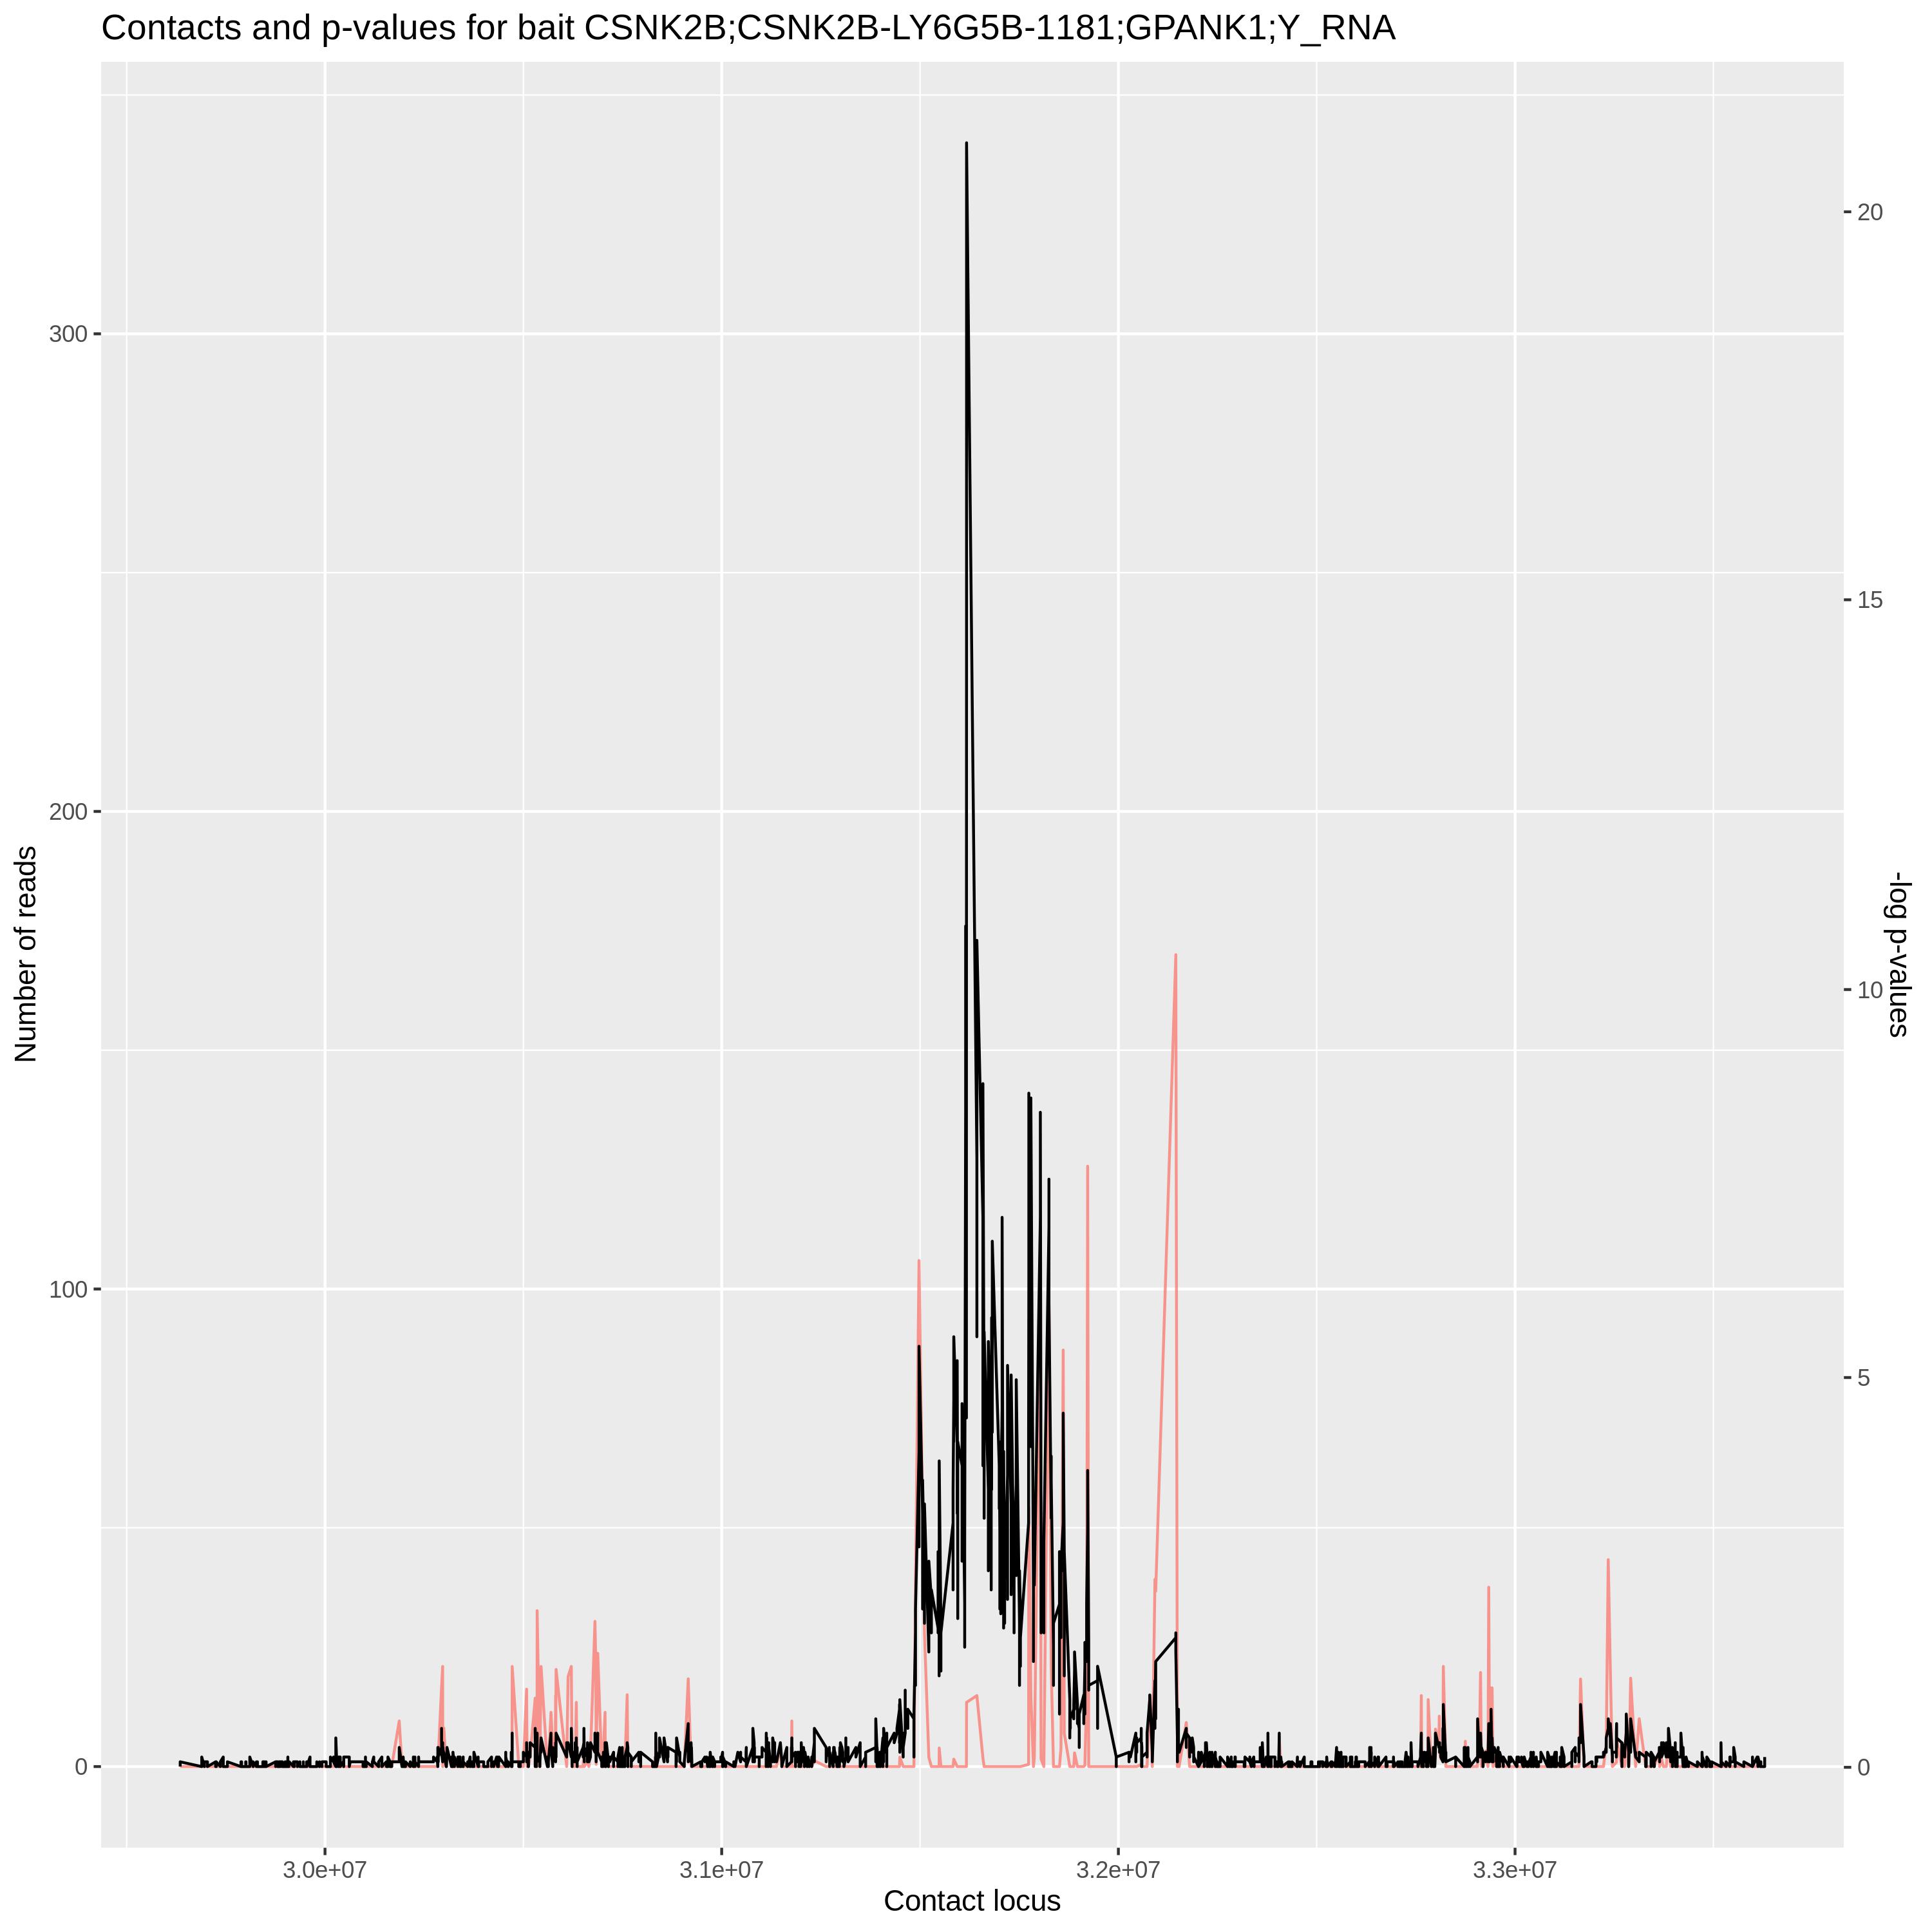 Contacts and p-values for bait CSNK2B;CSNK2B-LY6G5B-1181;GPANK1;Y_RNA
300
200
100
0
Number of reads
20
15
10
5
0
-log p-values
3.0e+07
3.1e+07
3.2e+07
3.3e+07
Contact locus